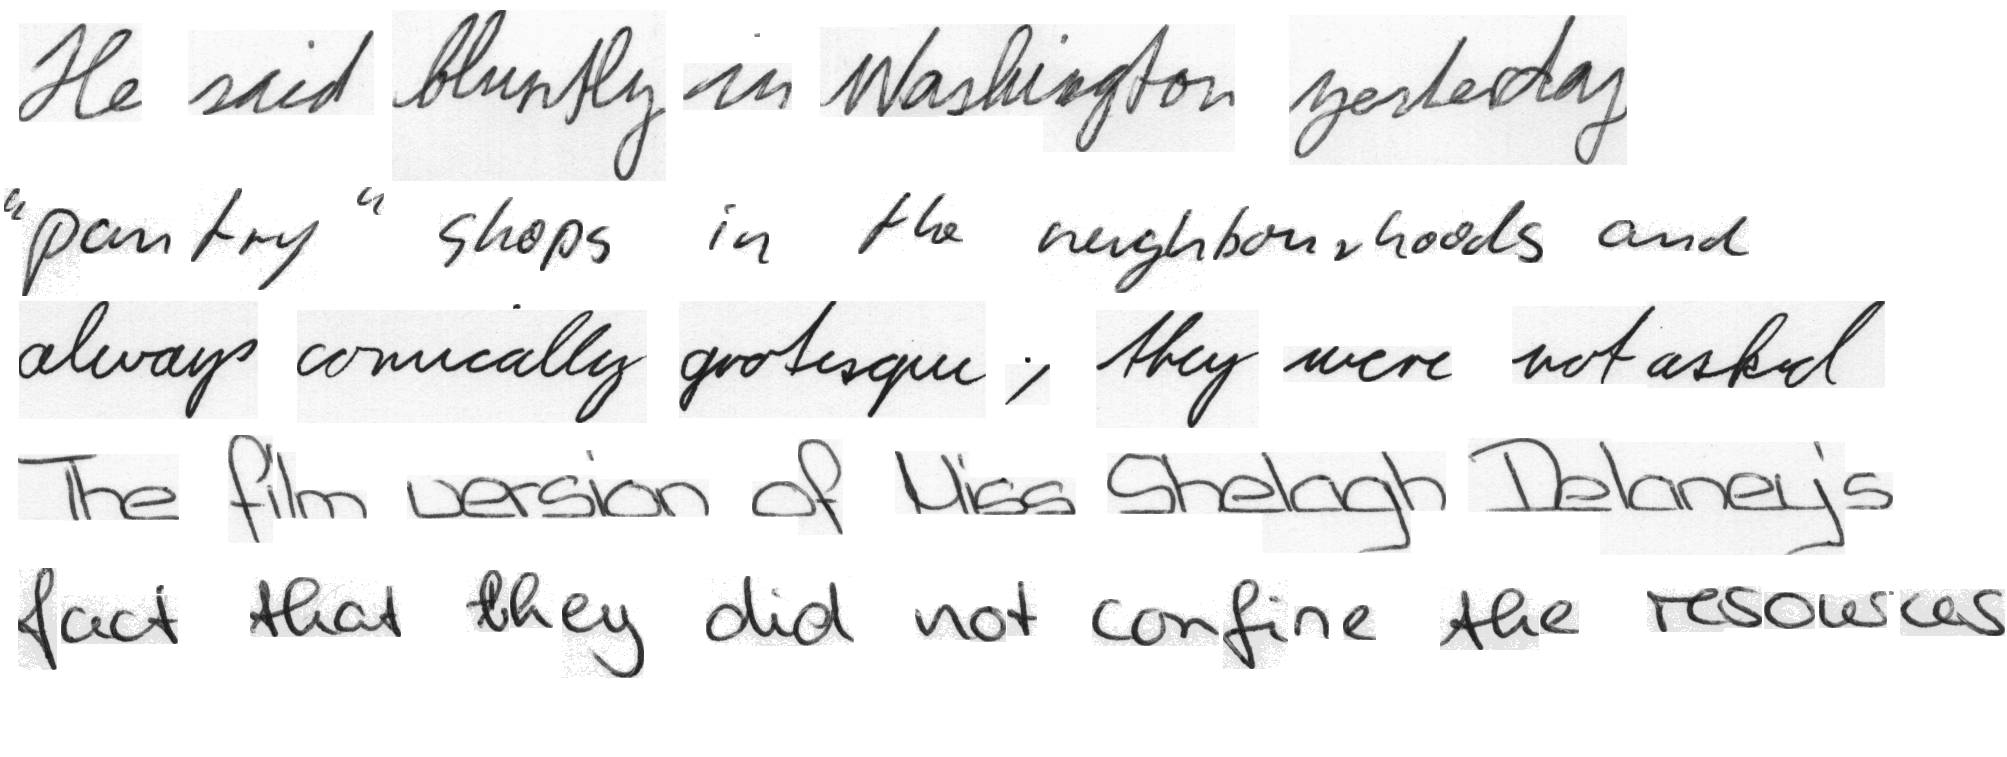 He said bluntly in Washington yesterday
"pantry" shops in the neighbourhoods and
always comically grotesque ; they were not asked
The film version of Miss Shelagh Delaney's
fact that they did not confine the resources